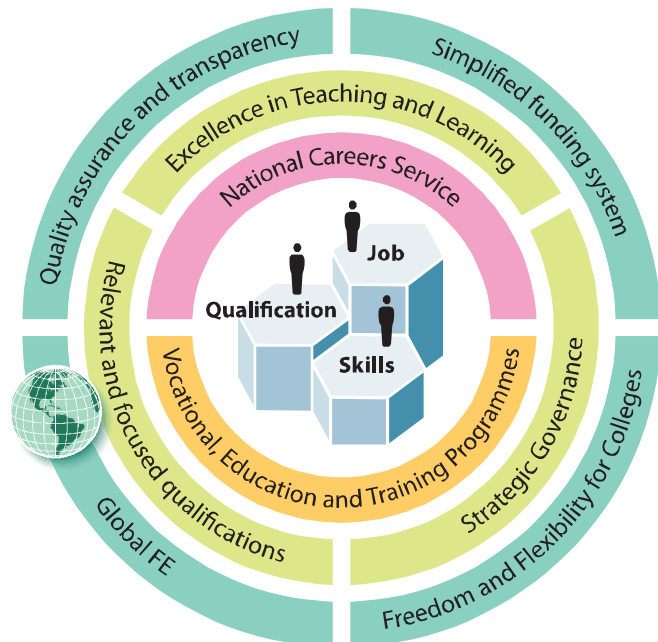 Quality assurance and transparency
Simplified funding system
Excellence in Teaching and Learning
National Careers Service
Job
Qualification
Skills
Relevant and focused qualifications
Vocational, Education and Training Programmes
Strategic Governance
Global FE
Freedom and Flexibility for Colleges